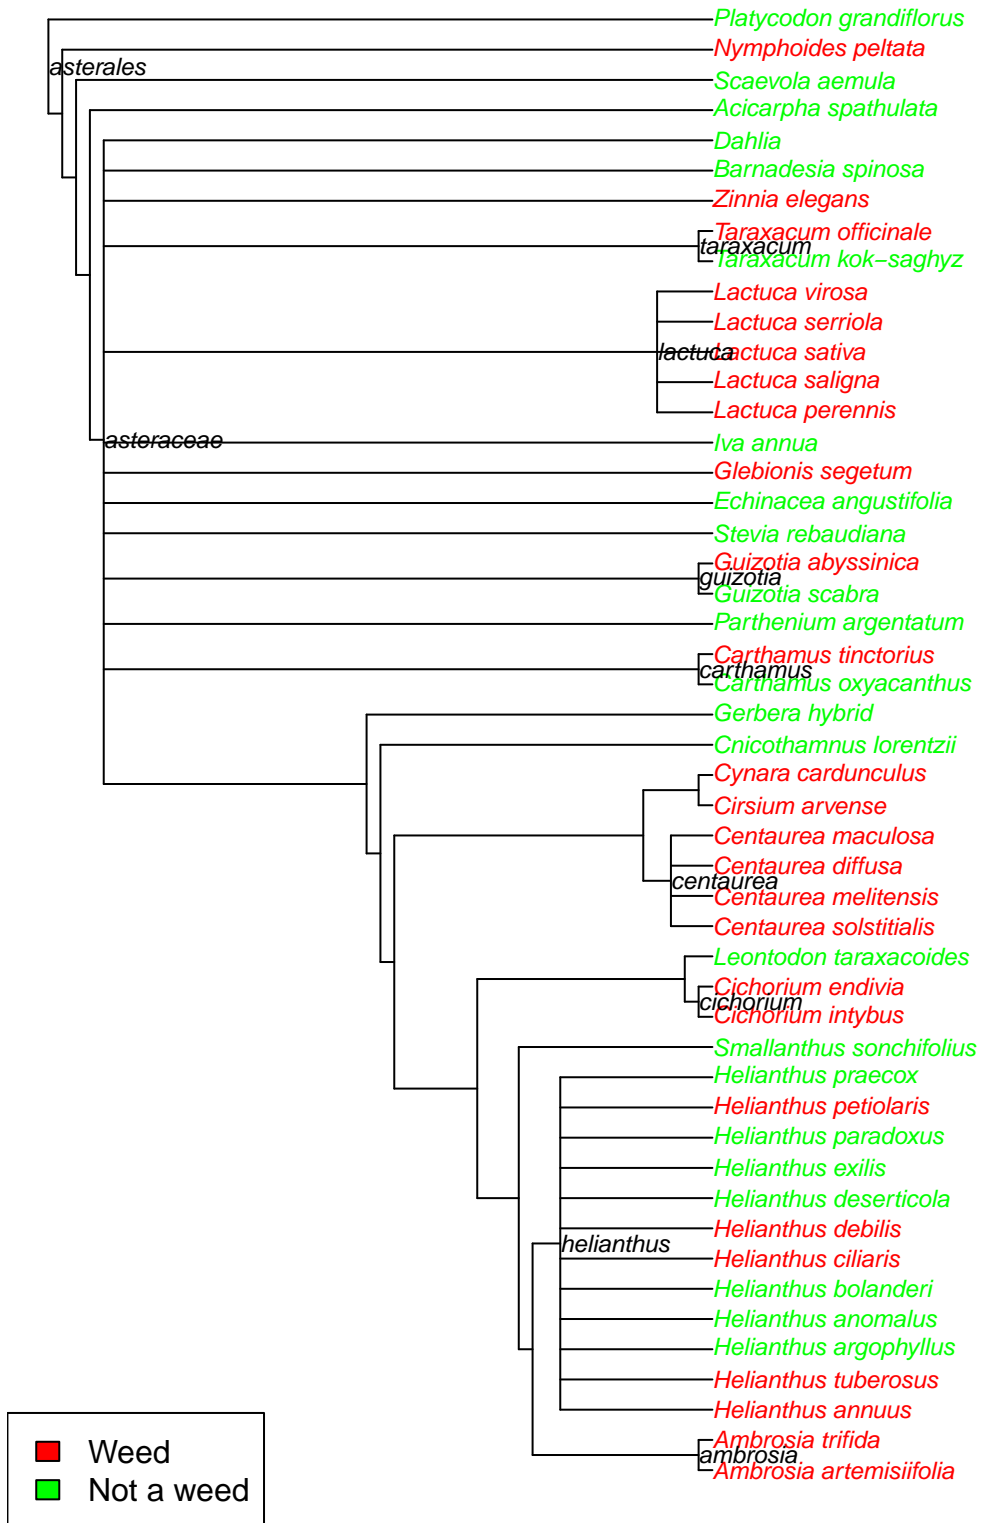 Platycodon grandiflorus
Nymphoides peltata
asterales
Scaevola aemula
Acicarpha spathulata
Dahlia
Barnadesia spinosa
Zinnia elegans
Taraxacum officinale
taraxacum
Taraxacum kok−saghyz
Lactuca virosa
Lactuca serriola
lactuca
Lactuca sativa
Lactuca saligna
Lactuca perennis
asteraceae
Iva annua
Glebionis segetum
Echinacea angustifolia
Stevia rebaudiana
Guizotia abyssinica
guizotia
Guizotia scabra
Parthenium argentatum
Carthamus tinctorius
carthamus
Carthamus oxyacanthus
Gerbera hybrid
Cnicothamnus lorentzii
Cynara cardunculus
Cirsium arvense
Centaurea maculosa
Centaurea diffusa
centaurea
Centaurea melitensis
Centaurea solstitialis
Leontodon taraxacoides
Cichorium endivia
cichorium
Cichorium intybus
Smallanthus sonchifolius
Helianthus praecox
Helianthus petiolaris
Helianthus paradoxus
Helianthus exilis
Helianthus deserticola
Helianthus debilis
helianthus
Helianthus ciliaris
Helianthus bolanderi
Helianthus anomalus
Helianthus argophyllus
Helianthus tuberosus
Helianthus annuus
Ambrosia trifida
ambrosia
Ambrosia artemisiifolia
Weed
Not a weed